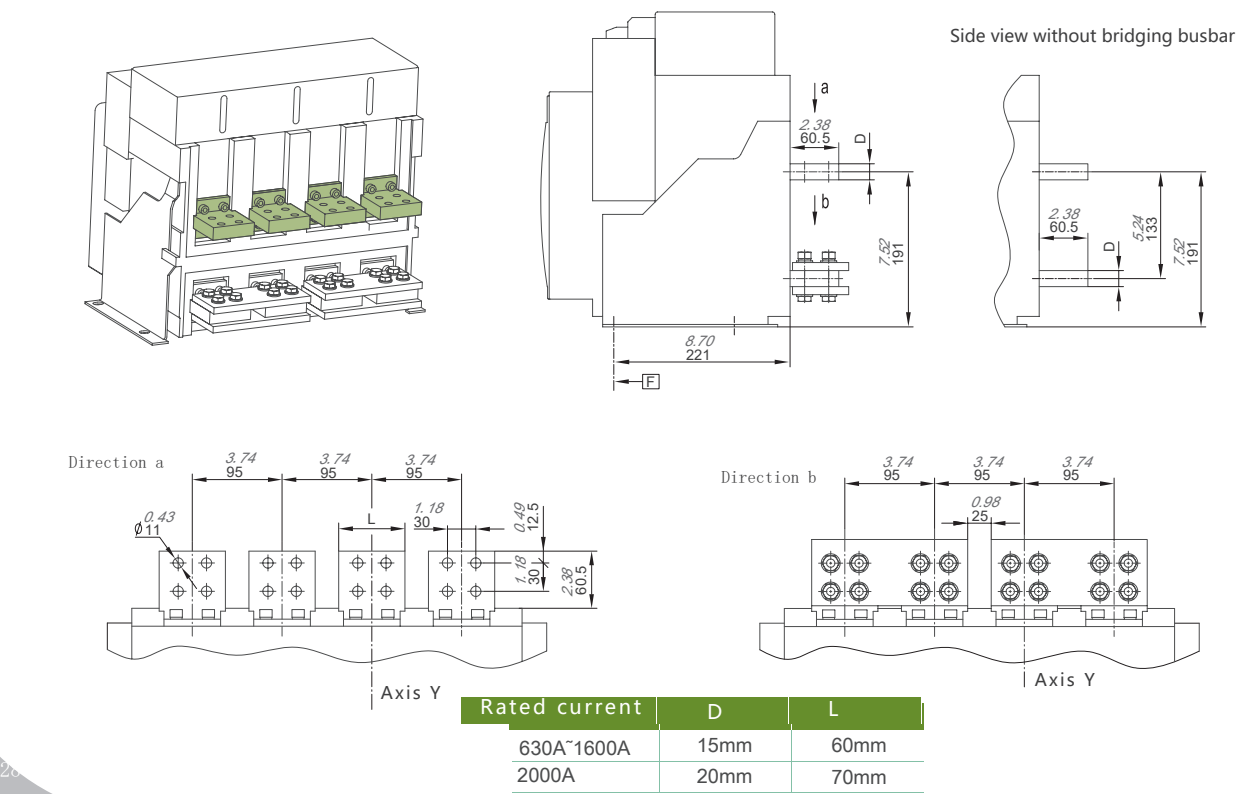 Side view without bridging busbar
a
2.38
60.5
D
b
7.52
191
8.70
221
F
2.38
60.5
D
5.24
133
7.52
191
Direction a
3.74
95
3.74
95
3.74
95
0.43
ϕ11
L
1.18
30
0.49
12.5
1.18
30
2.38
60.5
Axis Y
Direction b
3.74
95
3.74
95
3.74
95
0.98
25
Axis Y
Rated current D L
630A~1600A 15mm 60mm
2000A 20mm 70mm